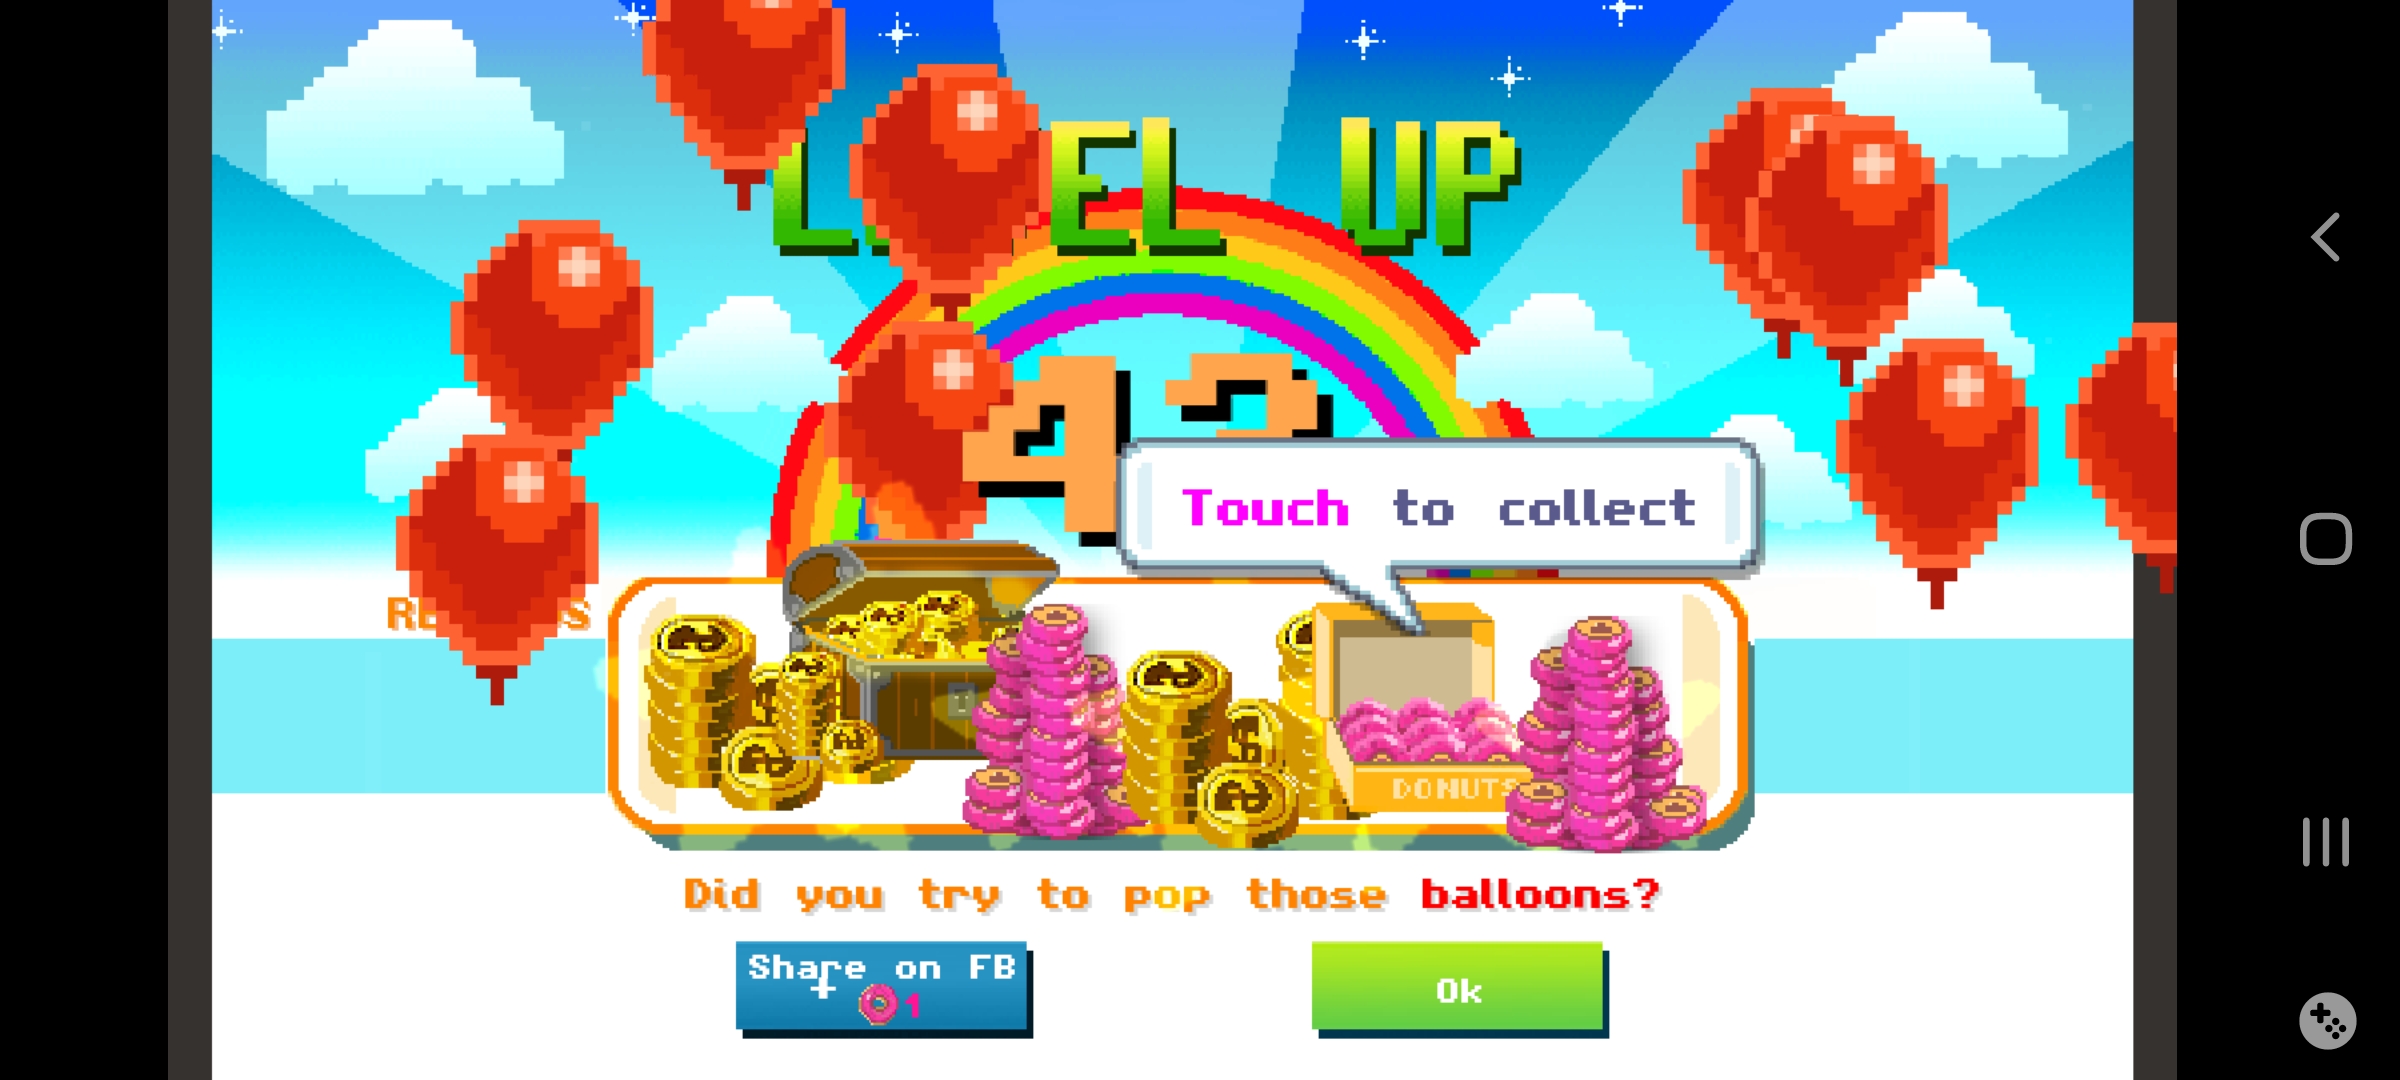 UP
Touch to collect
DONUTS
Did you try to pop those balloons?
Share on FB
+ 1
Ok